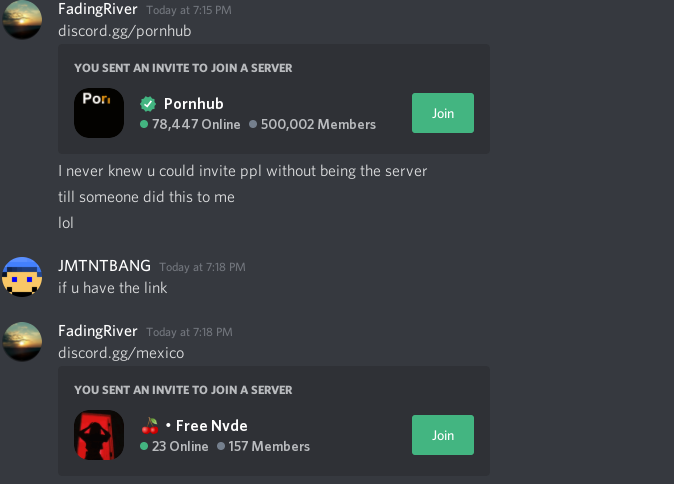 FadingRiver Today at 7:15 PM
discord.gg/pornhub
YOU SENT AN INVITE TO JOIN A SERVER
Porn
Pornhub
78,447 Online 500,002 Members
Join
I never knew u could invite ppl without being the server
till someone did this to me
lol
JMTNTBANG Today at 7:18 PM
if u have the link
FadingRiver Today at 7:18 PM
discord.gg/mexico
YOU SENT AN INVITE TO JOIN A SERVER
🍒 • Free Nvde
23 Online 157 Members
Join